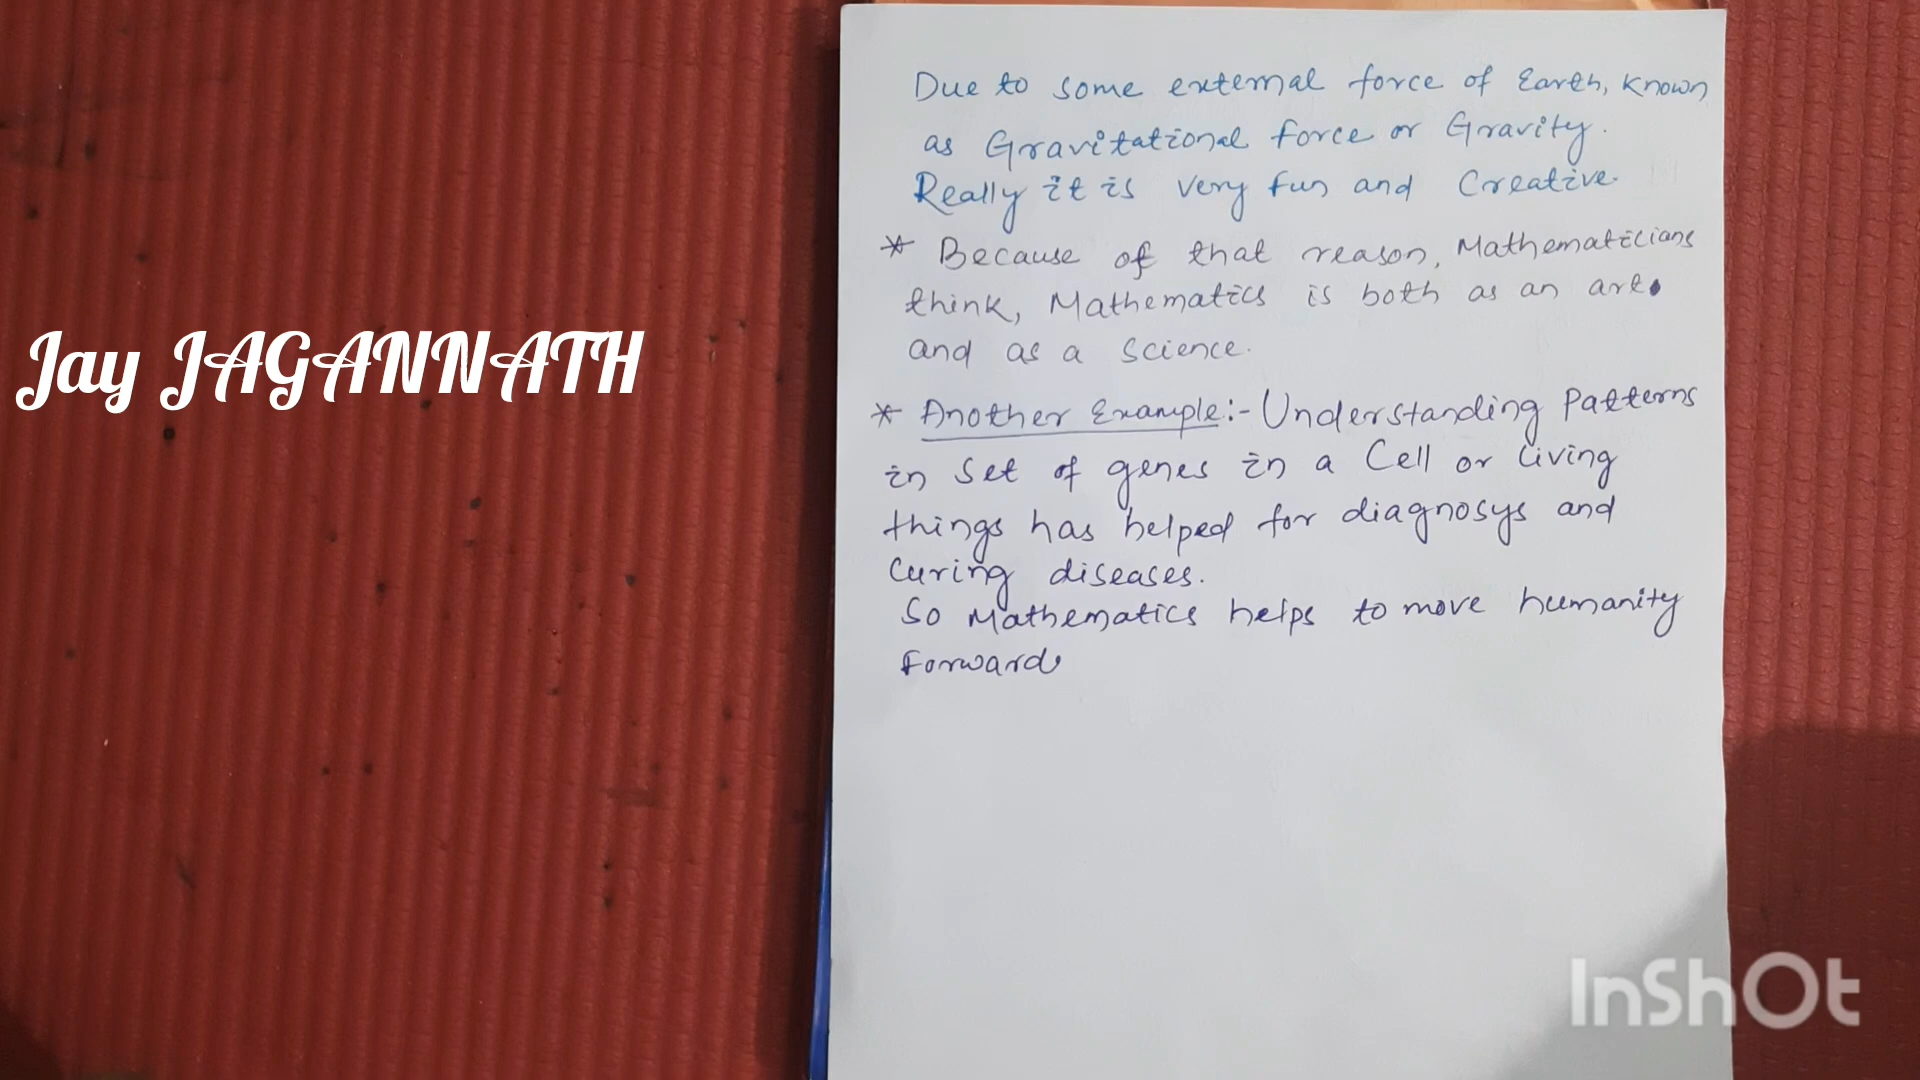 Jay JAGANNATH
Due to some external force of Earth, known
as Gravitational force or Gravity.
Really it is very fun and Creative.
* Because of that reason, Mathematicians
think, Mathematics is both as an art.
and as a science.
* Another Example:- Understanding Patterns
in set of genes in a Cell or living
things has helped for diagnosys and
curing diseases.
So Mathematics helps to move humanity
forward.
InShOt